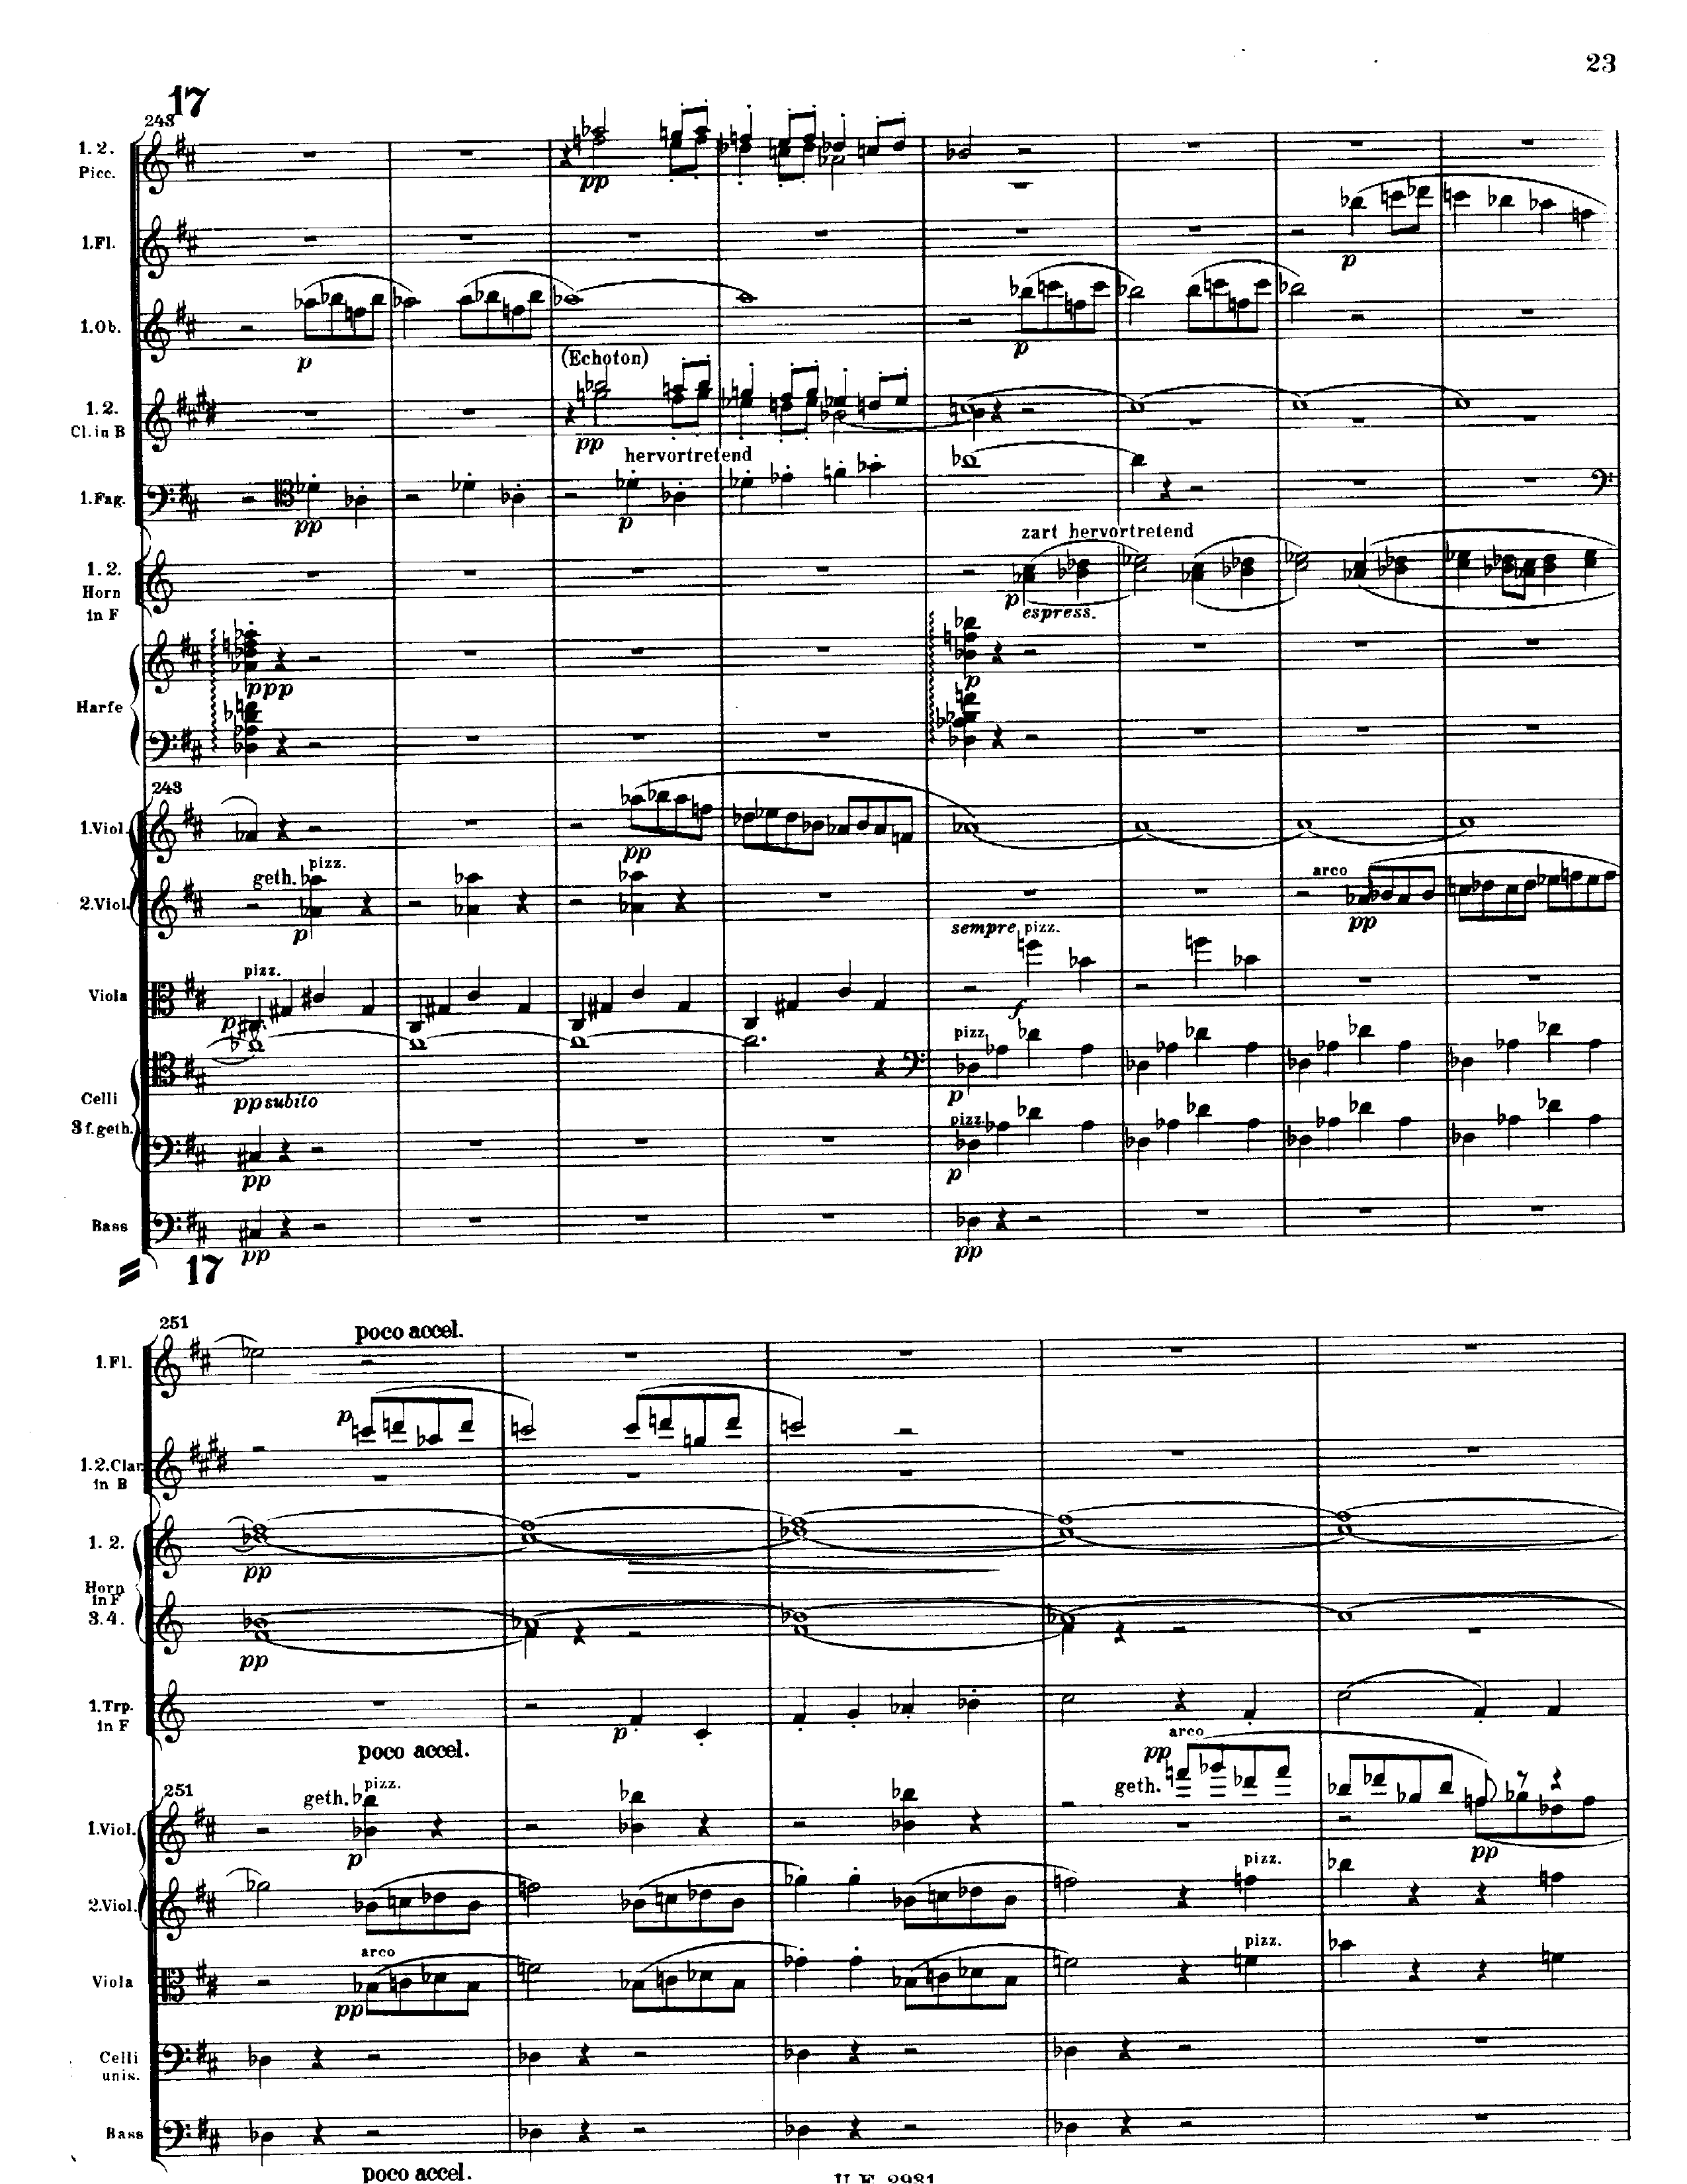 23
17
243
1. 2.
Picc.
pp
1.Fl.
p
1.Ob.
p
p
(Echoton)
1. 2.
Cl. in B
pp
hervortretend
1.Fag.
pp
p
zart hervortretend
1. 2.
Horn
in F
p
espress.
ppp
p
Harfe
243
1.Viol.
pp
geth.
pizz.
2.Viol.
p
arco
pp
sempre pizz.
pizz.
Viola
p
f
pizz.
pp subito
p
Celli
3f.geth.
pizz.
pp
p
Bass
pp
pp
17
251
poco accel.
1.Fl.
p
1.2.Clar.
in B
1. 2.
pp
Horn
in F
3.4.
pp
1.Trp.
in F
p
poco accel.
arco
pp
251
geth.
pizz.
geth.
1.Viol.
p
pp
pizz.
2.Viol.
arco
pizz.
Viola
pp
Celli
unis.
Bass
poco accel.
U.E. 2931